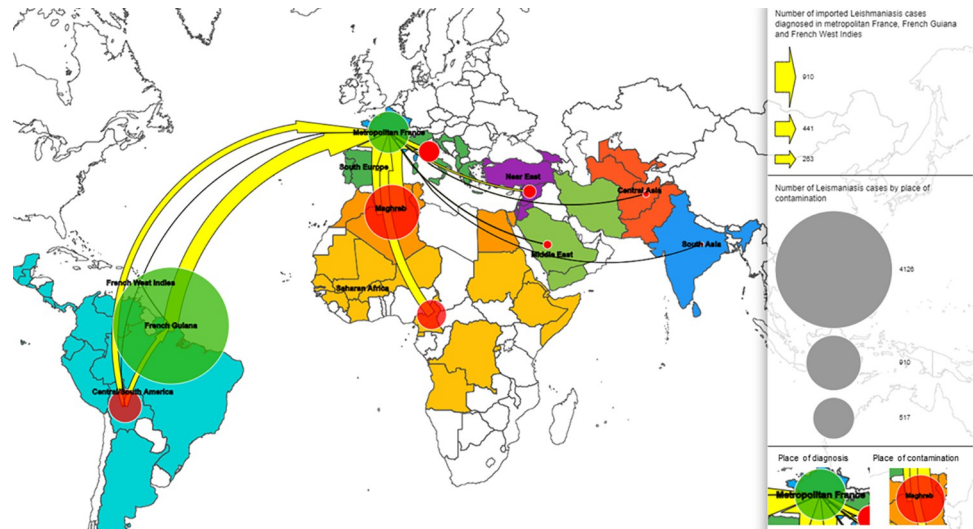 Number of imported Leishmaniasis cases
diagnosed in metropolitan France, French Guiana
and French West Indies
910
441
263
Number of Leismaniasis cases by place of
contamination
4126
910
517
Place of diagnosis
Place of contamination
Metropolitan France
Maghreb
Metropolitan France
South Europe
Near East
Central Asia
Maghreb
South Asia
Middle East
Saharan Africa
French West Indies
French Guiana
Central/South America